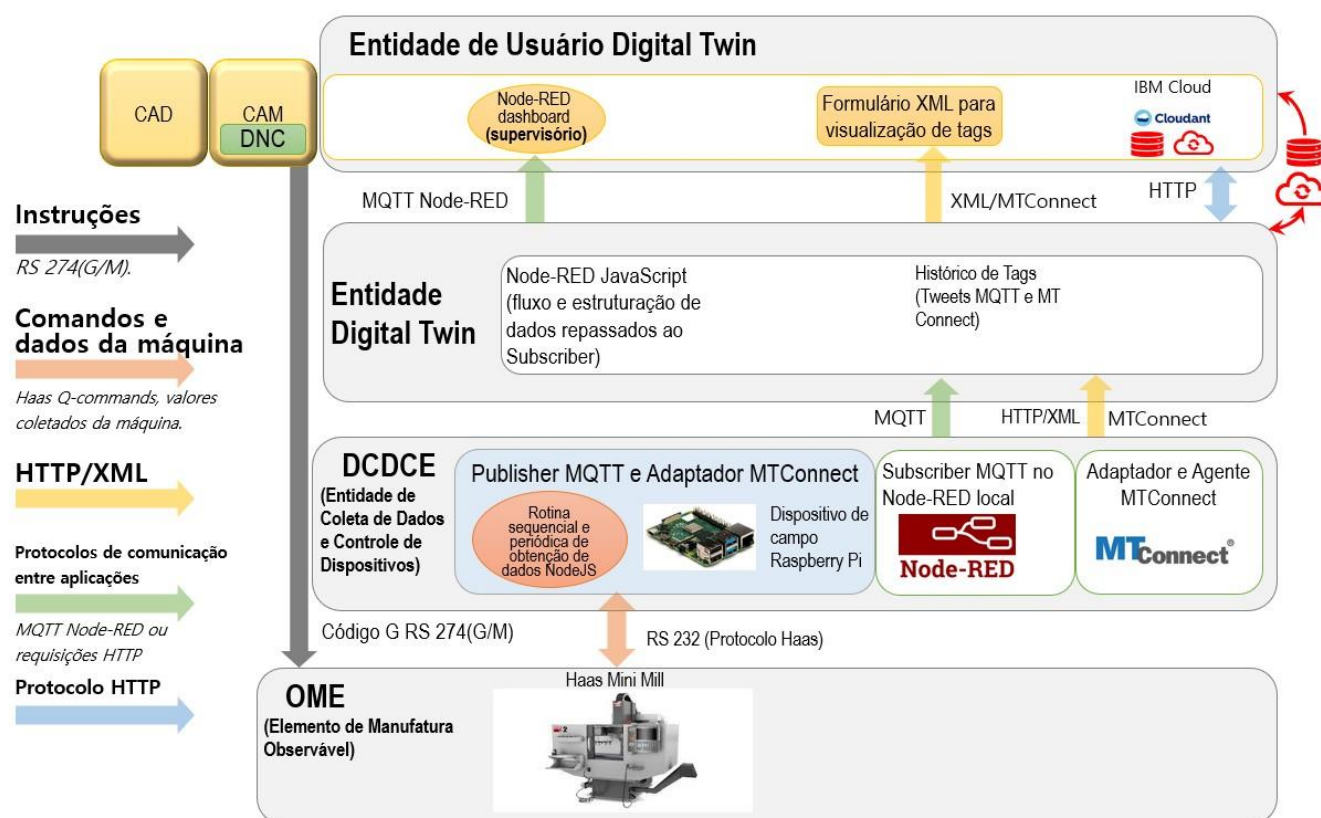 Entidade de Usuário Digital Twin
CAD
CAM
DNC
Node-RED
dashboard
(supervisório)
Formulário XML para
visualização de tags
IBM Cloud
Cloudant
MQTT Node-RED
XML/MTConnect
HTTP
Instruções
RS 274(G/M).
Comandos e
dados da máquina
Haas Q-commands, valores
coletados da máquina.
HTTP/XML
Protocolos de comunicação
entre aplicações
MQTT Node-RED ou
requisições HTTP
Protocolo HTTP
Entidade
Digital Twin
Node-RED JavaScript
(fluxo e estruturação de
dados repassados ao
Subscriber)
Histórico de Tags
(Tweets MQTT e MT
Connect)
MQTT
HTTP/XML
MTConnect
DCDCE
(Entidade de
Coleta de Dados
e Controle de
Dispositivos)
Publisher MQTT e Adaptador MTConnect
Rotina
sequencial e
periódica de
obtenção de
dados NodeJS
Dispositivo de
campo
Raspberry Pi
Subscriber MQTT no
Node-RED local
Node-RED
Adaptador e Agente
MTConnect
MTConnect®
Código G RS 274(G/M)
RS 232 (Protocolo Haas)
OME
(Elemento de Manufatura
Observável)
Haas Mini Mill